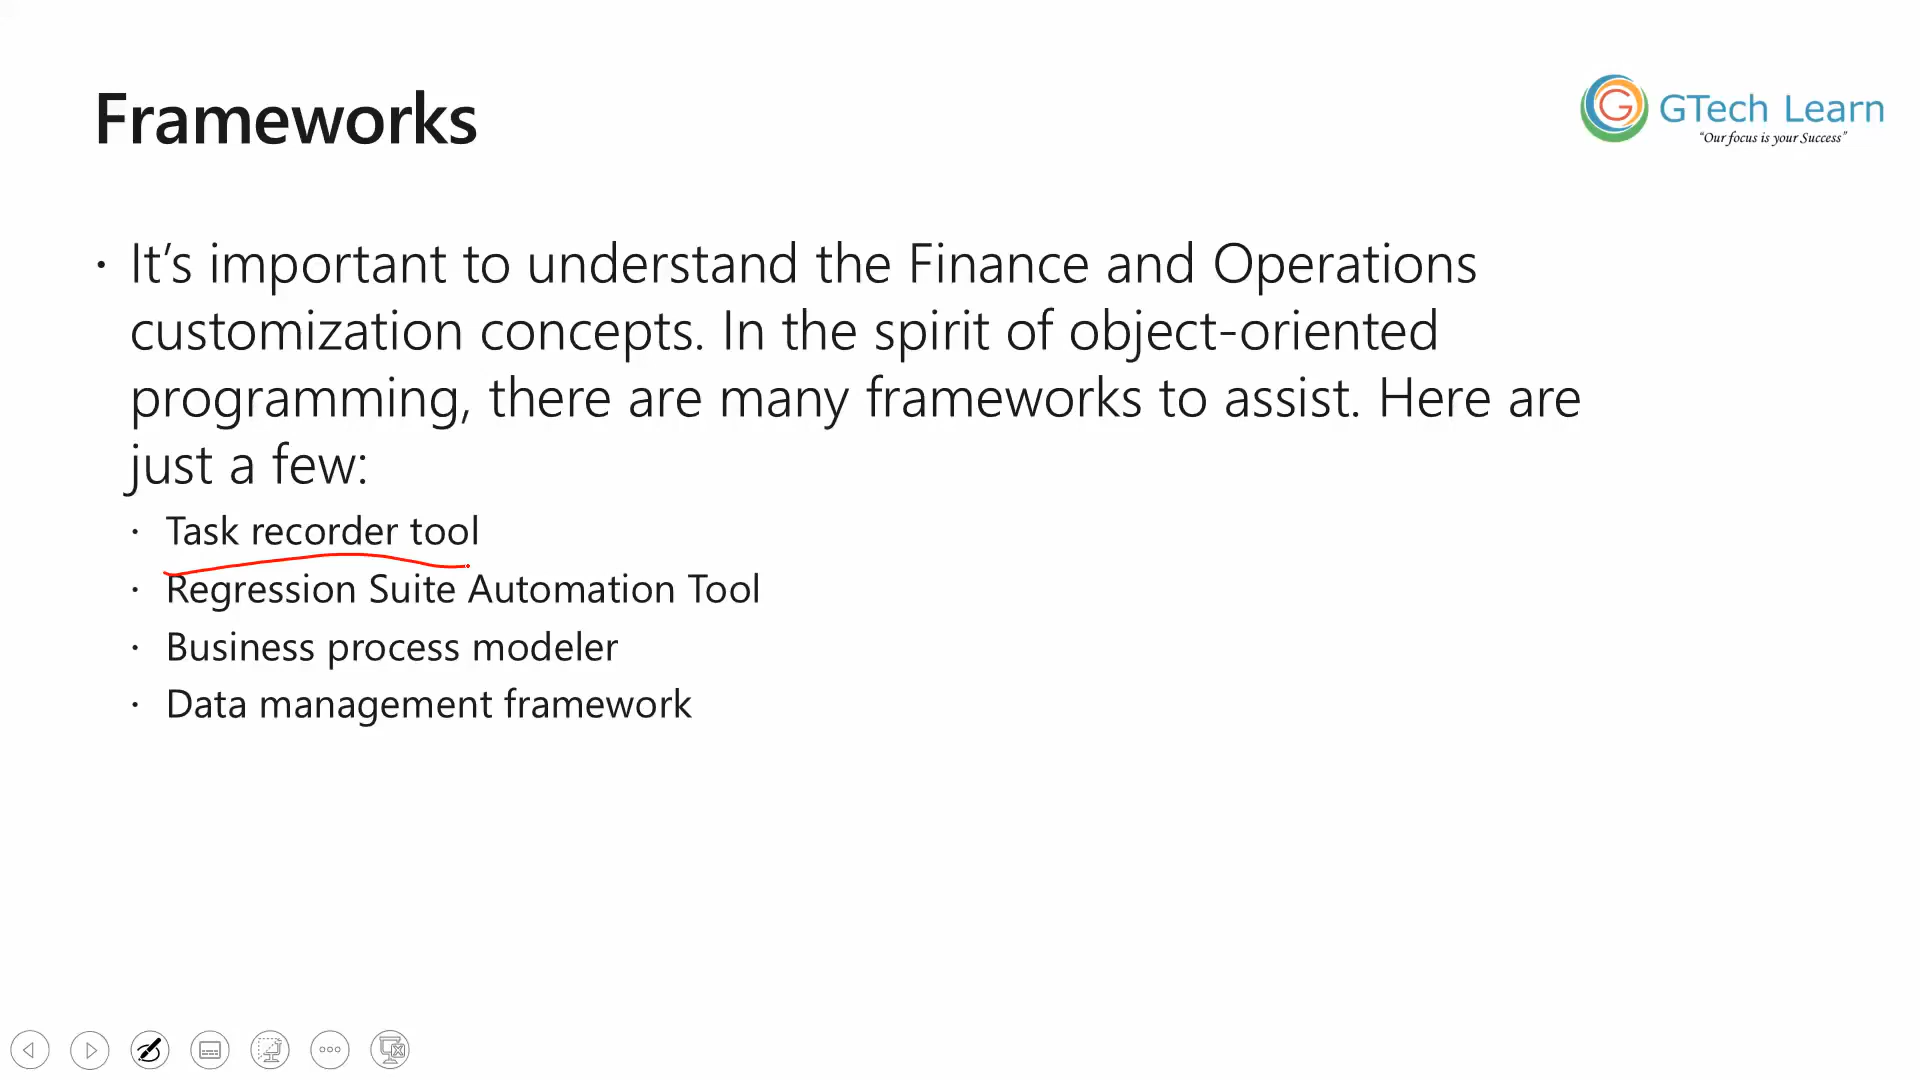 Frameworks
GTech Learn
“Our focus is your Success”
· It’s important to understand the Finance and Operations
customization concepts. In the spirit of object-oriented
programming, there are many frameworks to assist. Here are
just a few:
· Task recorder tool
· Regression Suite Automation Tool
· Business process modeler
· Data management framework